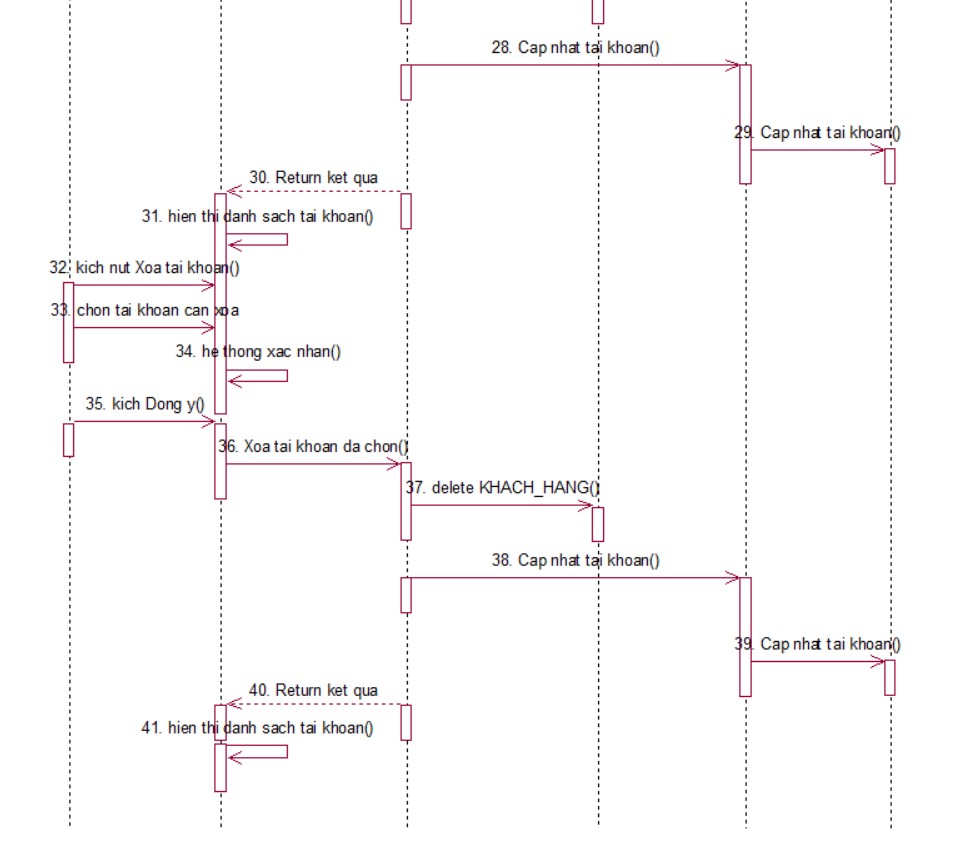 28. Cap nhat tai khoan()
29. Cap nhat tai khoan()
30. Return ket qua
31. hien thi danh sach tai khoan()
32. kich nut Xoa tai khoan()
33. chon tai khoan can xoa
34. he thong xac nhan()
35. kich Dong y()
36. Xoa tai khoan da chon()
37. delete KHACH_HANG()
38. Cap nhat tai khoan()
39. Cap nhat tai khoan()
40. Return ket qua
41. hien thi danh sach tai khoan()